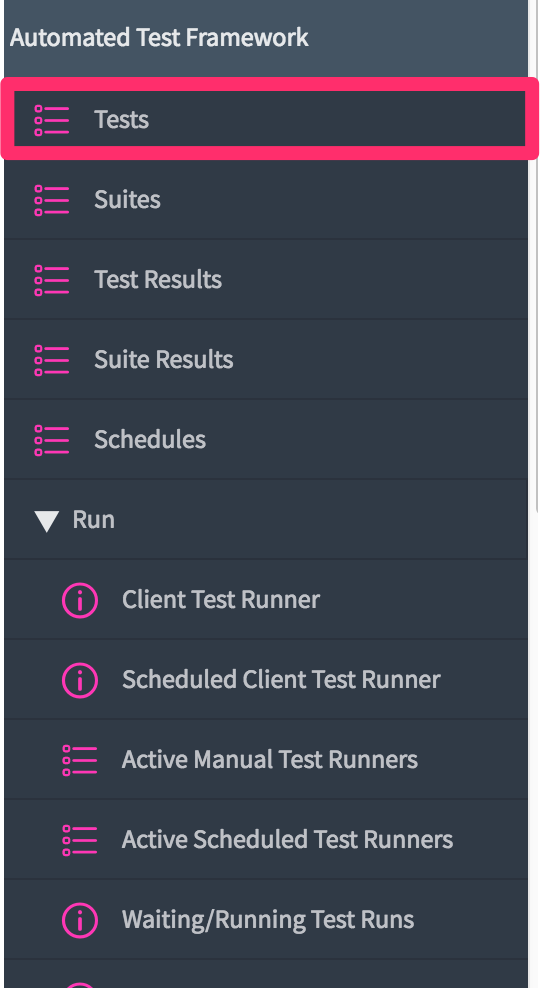 Automated Test Framework
Tests
Suites
Test Results
Suite Results
Schedules
Run
Client Test Runner
Scheduled Client Test Runner
Active Manual Test Runners
Active Scheduled Test Runners
Waiting/Running Test Runs